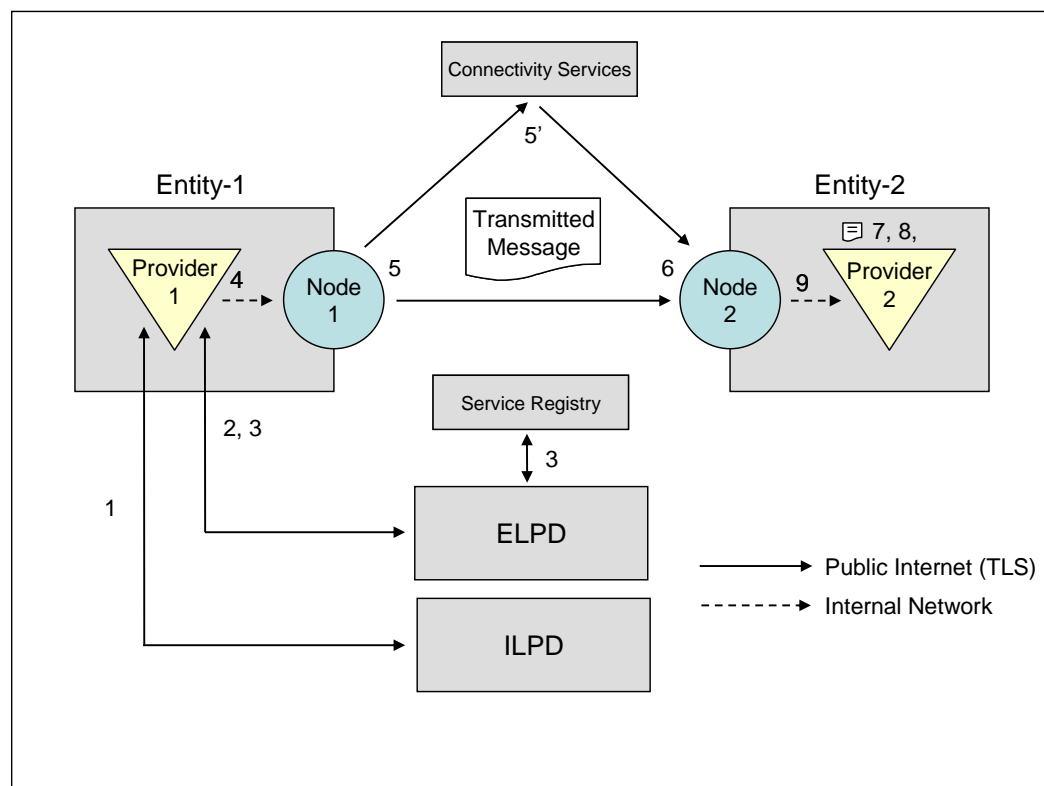 Connectivity Services
5’
Entity-1
Entity-2
Transmitted
Message
7, 8,
Provider
1
4
Node
1
5
6
Node
2
9
Provider
2
Service Registry
2, 3
3
1
ELPD
Public Internet (TLS)
Internal Network
ILPD